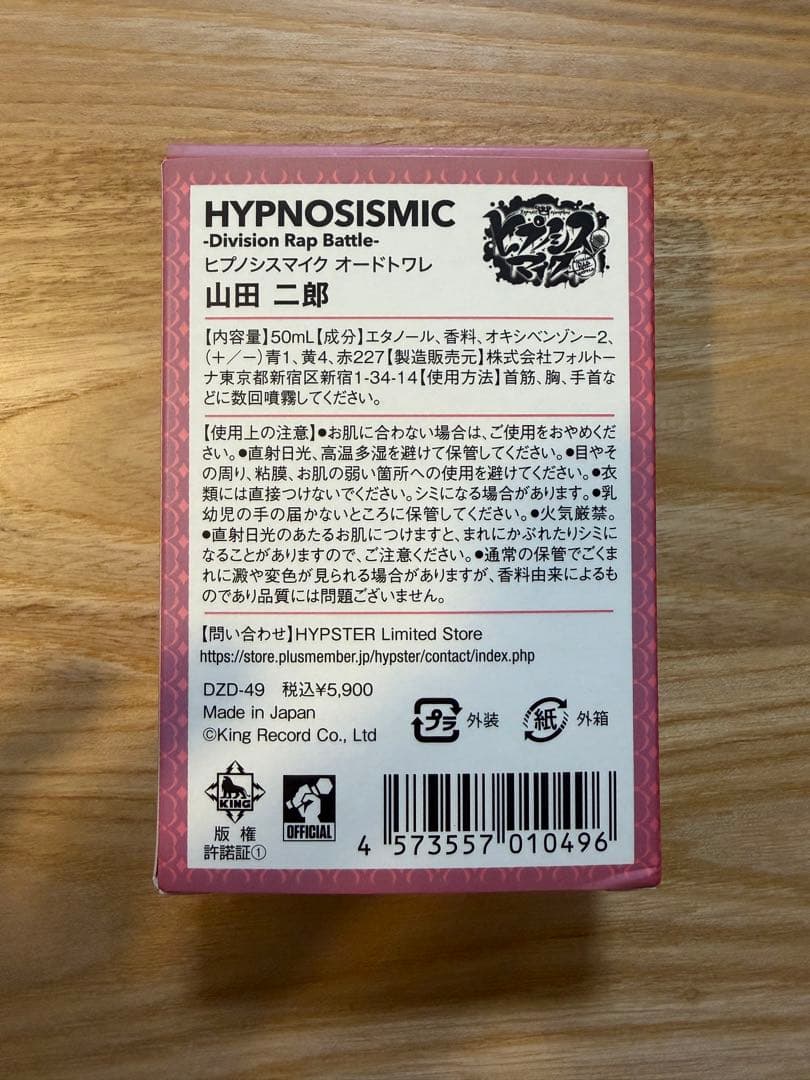 HYPNOSISMIC
-Division Rap Battle-
ヒプノシスマイク オードトワレ
山田 二郎
ヒプノシス
マイク
【内容量】50mL【成分】エタノール、香料、オキシベンゾン−2、
(＋／−)青1、黄4、赤227【製造販売元】株式会社フォルトー
ナ東京都新宿区新宿1-34-14【使用方法】首筋、胸、手首な
どに数回噴霧してください。
【使用上の注意】●お肌に合わない場合は、ご使用をおやめくだ
さい。●直射日光、高温多湿を避けて保管してください。●目やそ
の周り、粘膜、お肌の弱い箇所への使用を避けてください。●衣
類には直接つけないでください。シミになる場合があります。●乳
幼児の手の届かないところに保管してください。●火気厳禁。
●直射日光のあたるお肌につけますと、まれにかぶれたりシミに
なることがありますので、ご注意ください。●通常の保管でごくま
れに澱や変色が見られる場合がありますが、香料由来によるも
のであり品質には問題ございません。
【問い合わせ】HYPSTER Limited Store
https://store.plusmember.jp/hypster/contact/index.php
DZD-49 税込¥5,900
Made in Japan
©King Record Co., Ltd
プラ 外装
紙 外箱
KING
版権
許諾証①
OFFICIAL
4 573557 010496